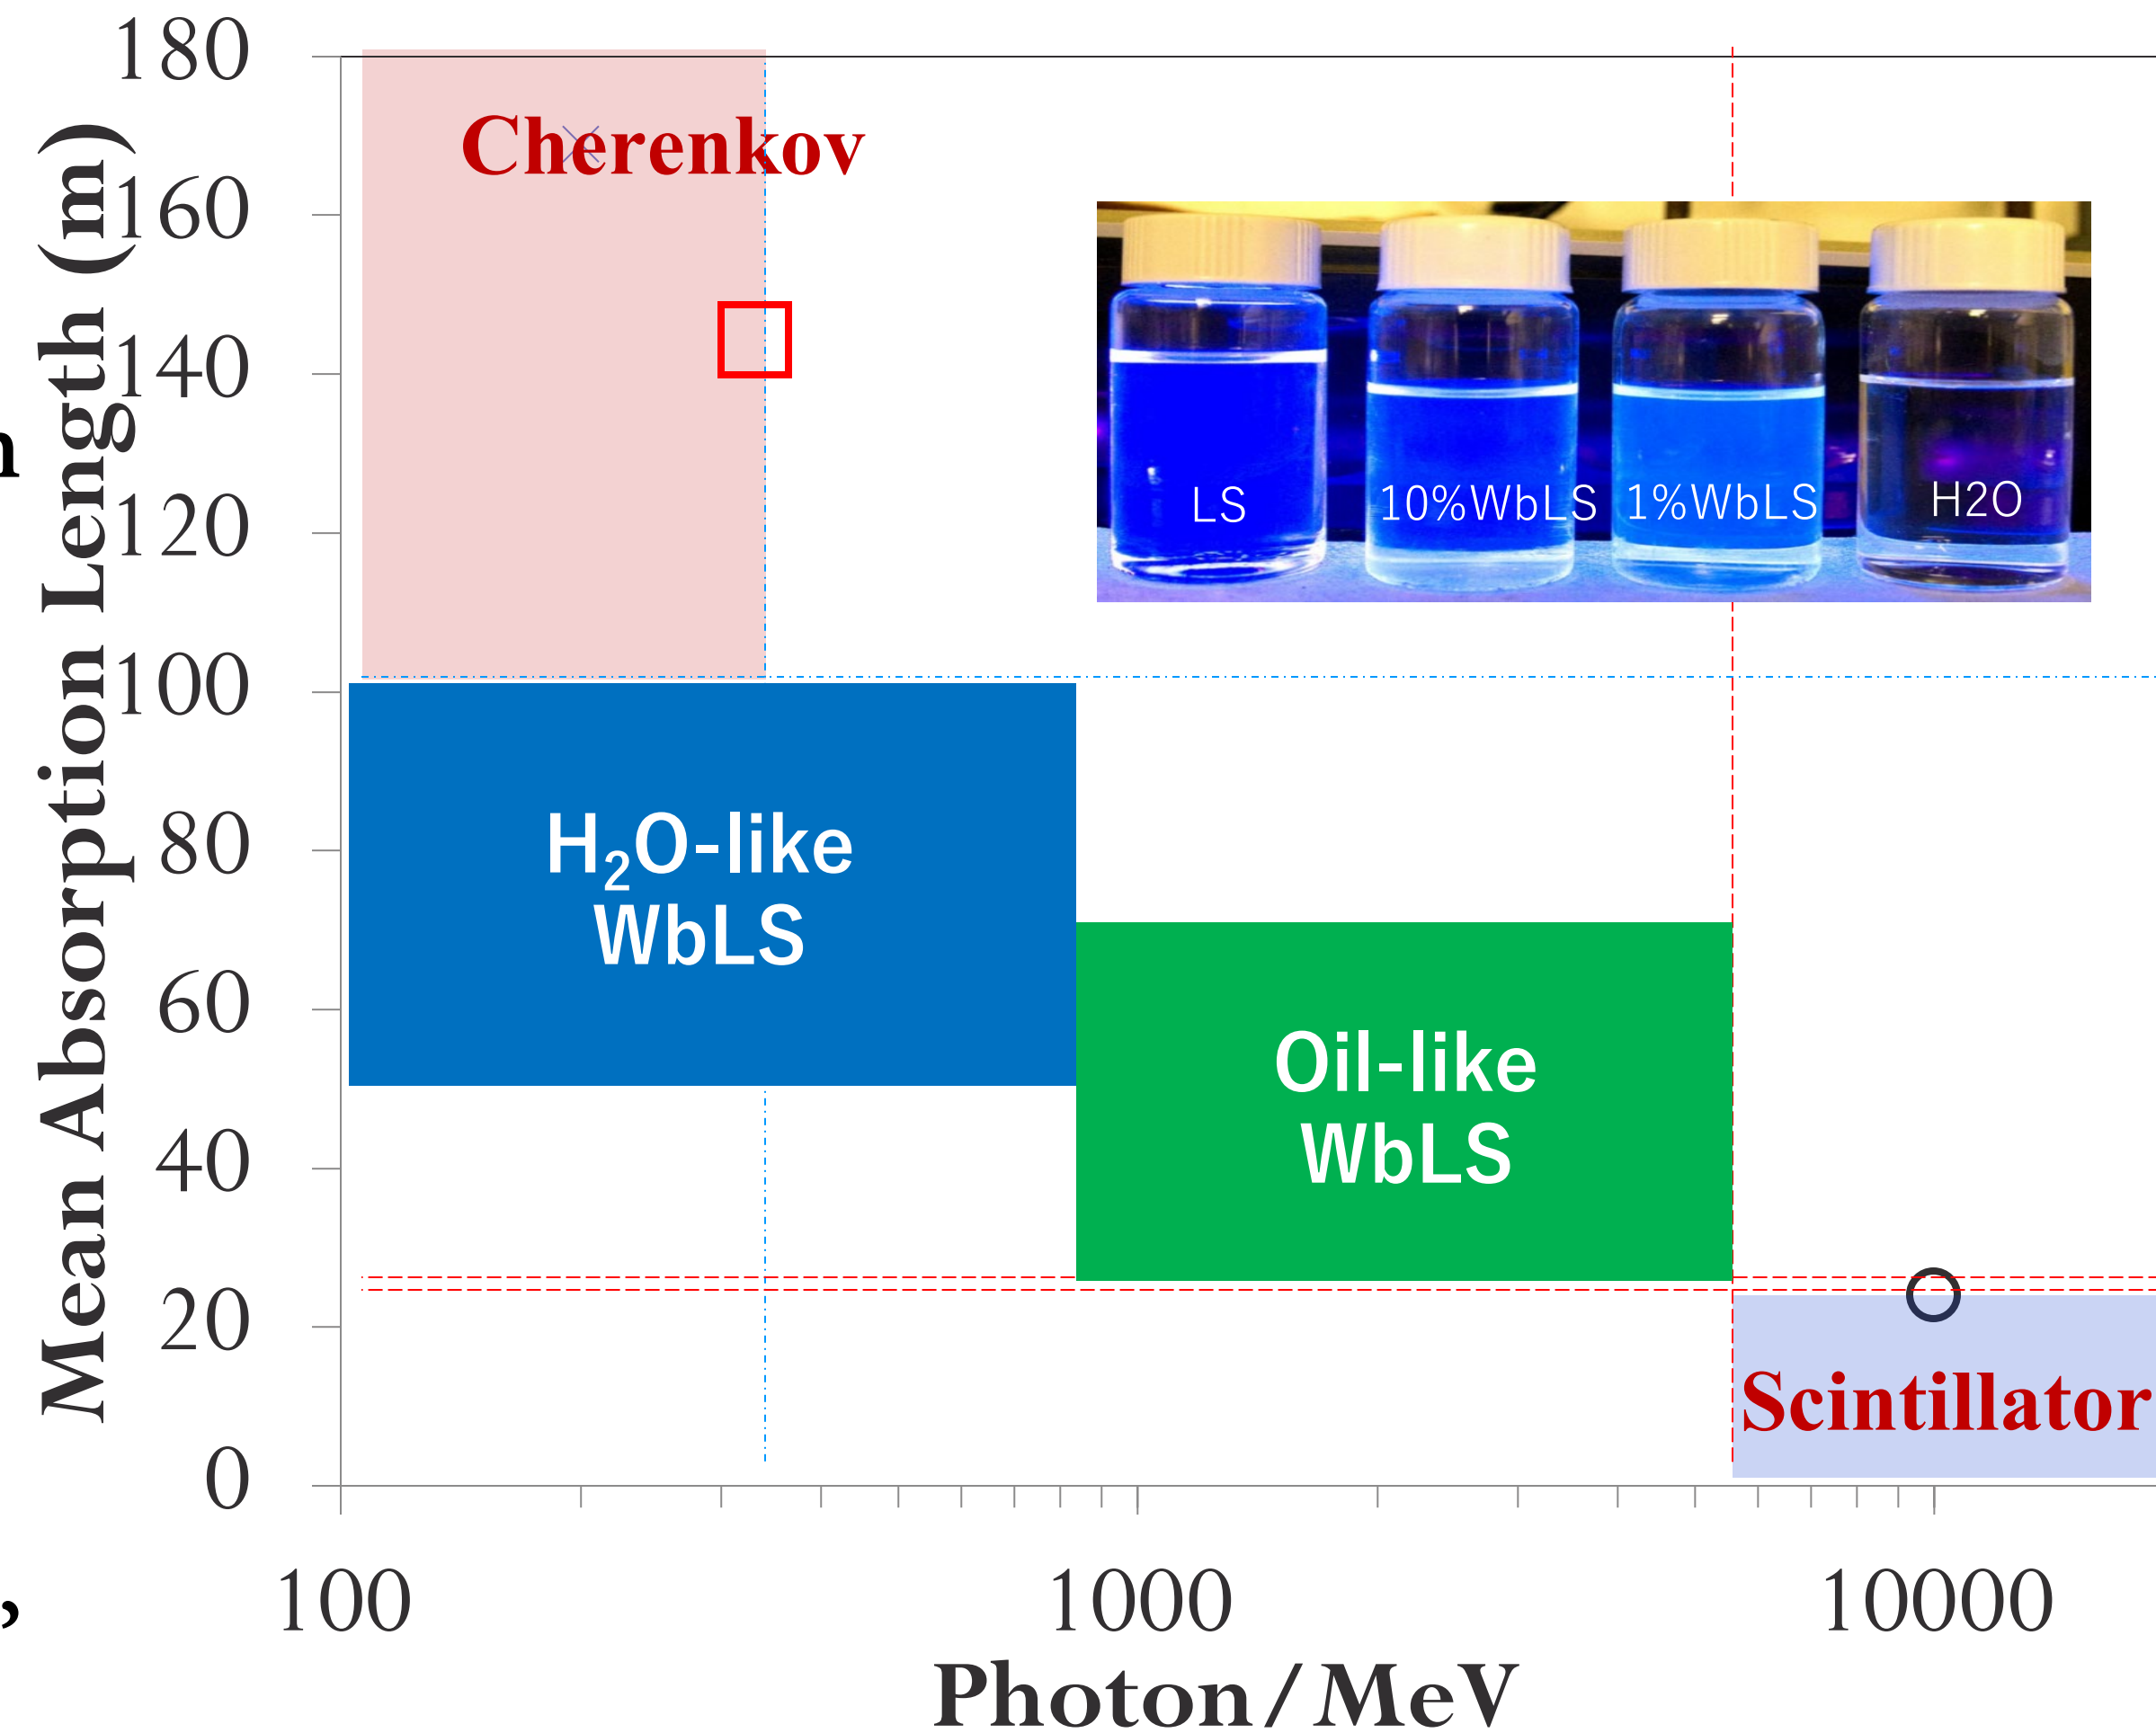 Mean Absorption Length (m)
180
160
140
120
100
80
60
40
20
0
Cherenkov
LS
10%WbLS
1%WbLS
H2O
H₂O-like
WbLS
Oil-like
WbLS
Scintillator
100
1000
10000
Photon/MeV